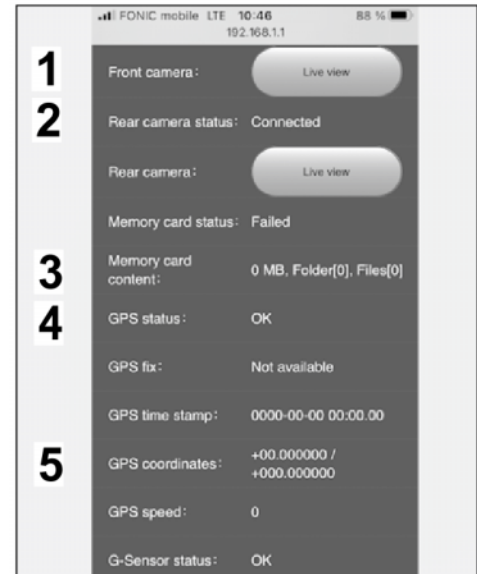 FONIC mobile LTE 10:46 88 %
192.168.1.1
1 Front camera: Live view
2 Rear camera status: Connected
Rear camera: Live view
Memory card status: Failed
3 Memory card
content: 0 MB, Folder[0], Files[0]
4 GPS status: OK
GPS fix: Not available
GPS time stamp: 0000-00-00 00:00.00
5 GPS coordinates: +00.000000 /
+000.000000
GPS speed: 0
G-Sensor status: OK